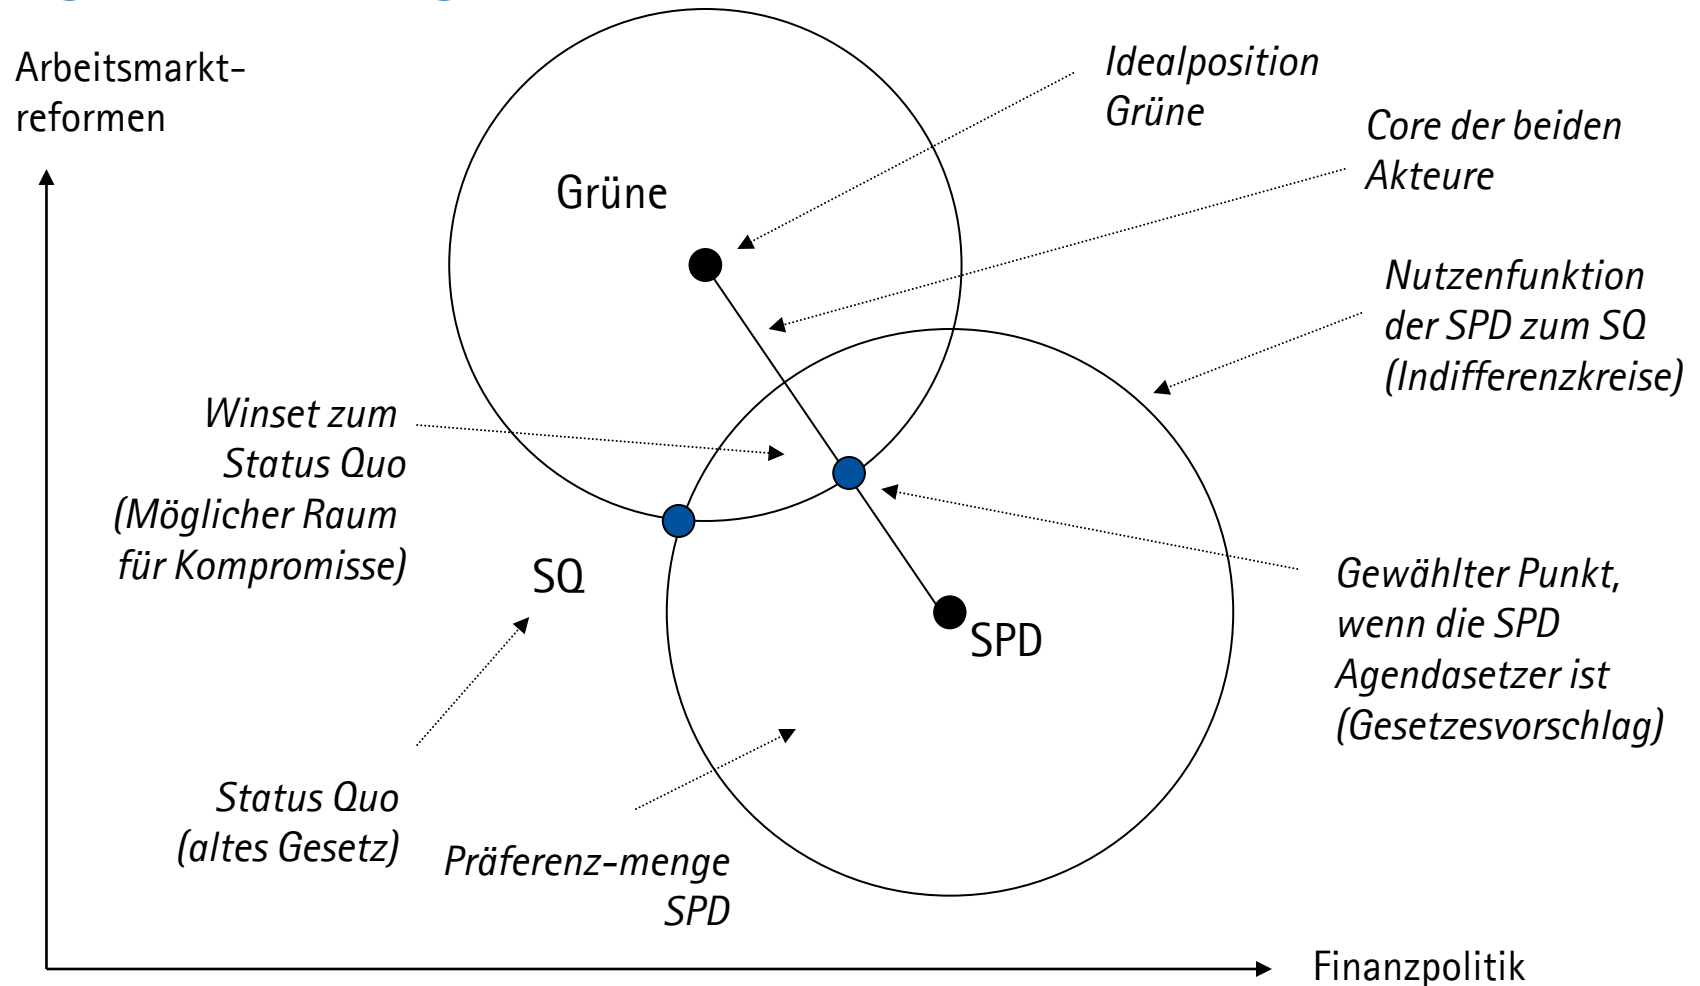 Arbeitsmarkt-
reformen
Idealposition
Grüne
Core der beiden
Akteure
Grüne
Nutzenfunktion
der SPD zum SQ
(Indifferenzkreise)
Winset zum
Status Quo
(Möglicher Raum
für Kompromisse)
SQ
SPD
Gewählter Punkt,
wenn die SPD
Agendasetzer ist
(Gesetzesvorschlag)
Status Quo
(altes Gesetz)
Präferenz-menge
SPD
Finanzpolitik